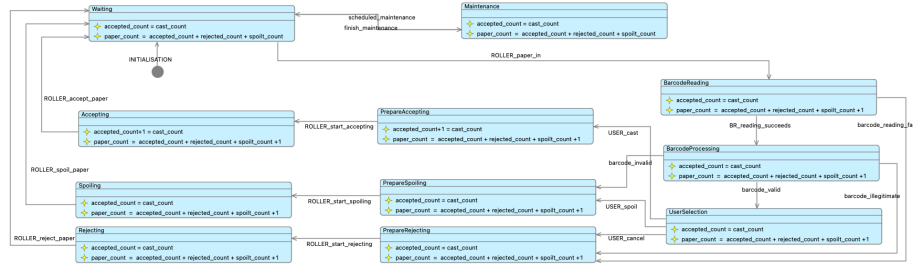 Waiting
accepted_count = cast_count
paper_count = accepted_count + rejected_count + spoilt_count
Maintenance
accepted_count = cast_count
paper_count = accepted_count + rejected_count + spoilt_count
scheduled_maintenance
finish_maintenance
INITIALISATION
ROLLER_paper_in
BarcodeReading
accepted_count = cast_count
paper_count = accepted_count + rejected_count + spoilt_count +1
ROLLER_accept_paper
Accepting
accepted_count+1 = cast_count
paper_count = accepted_count + rejected_count + spoilt_count +1
ROLLER_start_accepting
PrepareAccepting
accepted_count+1 = cast_count
paper_count = accepted_count + rejected_count + spoilt_count +1
USER_cast
BR_reading_succeeds
barcode_reading_fa
BarcodeProcessing
accepted_count = cast_count
paper_count = accepted_count + rejected_count + spoilt_count +1
barcode_invalid
ROLLER_spoil_paper
Spoiling
accepted_count = cast_count
paper_count = accepted_count + rejected_count + spoilt_count +1
ROLLER_start_spoiling
PrepareSpoiling
accepted_count = cast_count
paper_count = accepted_count + rejected_count + spoilt_count +1
USER_spoil
barcode_valid
barcode_illegitimate
UserSelection
accepted_count = cast_count
paper_count = accepted_count + rejected_count + spoilt_count +1
ROLLER_reject_paper
Rejecting
accepted_count = cast_count
paper_count = accepted_count + rejected_count + spoilt_count +1
ROLLER_start_rejecting
PrepareRejecting
accepted_count = cast_count
paper_count = accepted_count + rejected_count + spoilt_count +1
USER_cancel